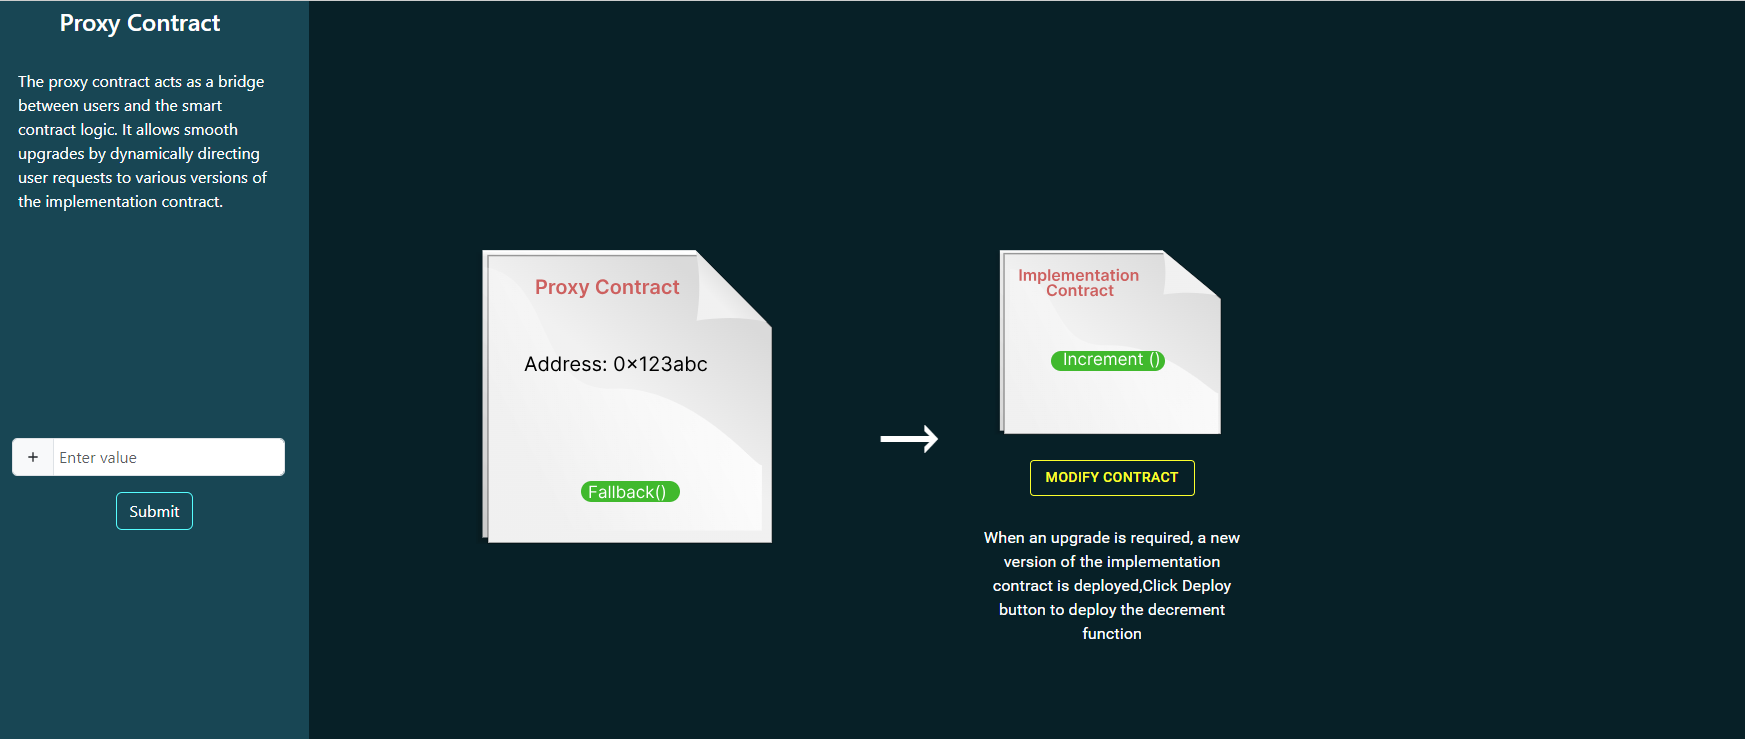 Proxy Contract
The proxy contract acts as a bridge
between users and the smart
contract logic. It allows smooth
upgrades by dynamically directing
user requests to various versions of
the implementation contract.
+ Enter value
Submit
Proxy Contract
Address: 0×123abc
Fallback()
Implementation
Contract
Increment ()
MODIFY CONTRACT
When an upgrade is required, a new
version of the implementation
contract is deployed,Click Deploy
button to deploy the decrement
function